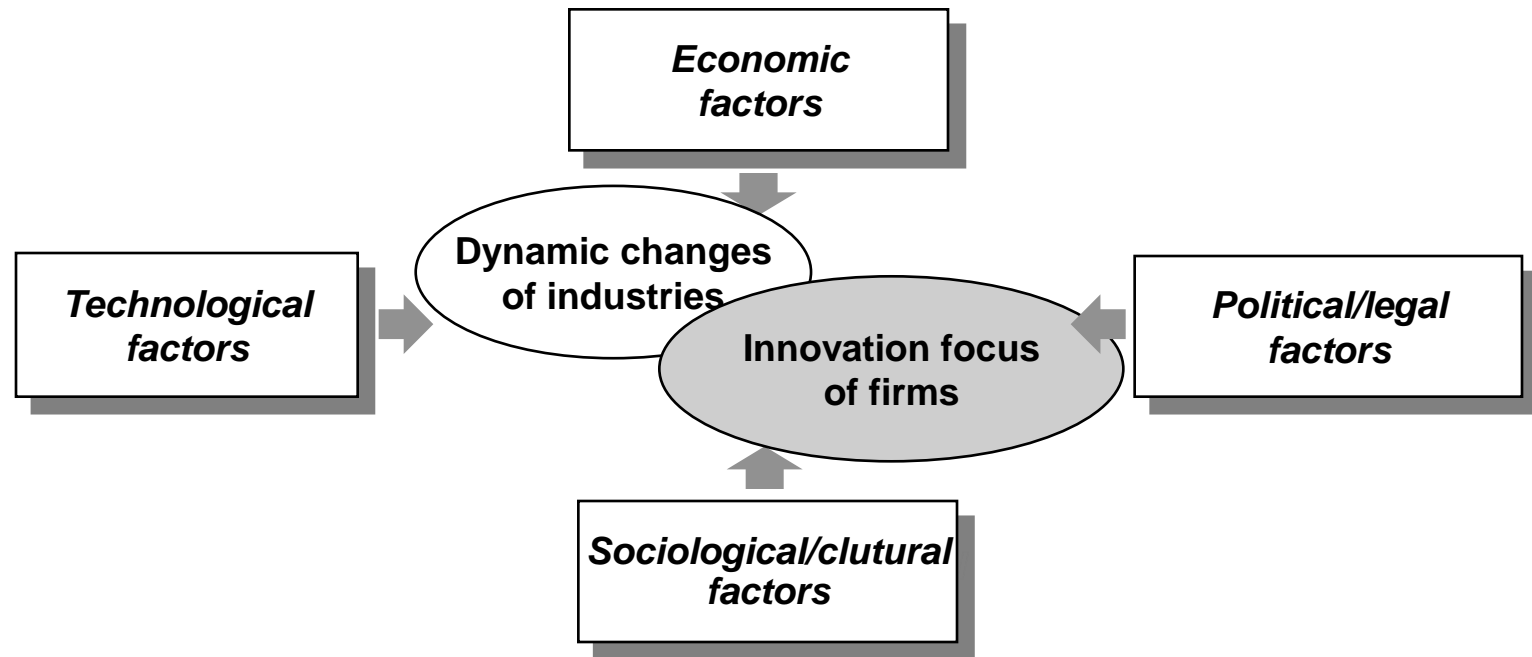 Economic
factors
Dynamic changes
of industries
Technological
factors
Political/legal
factors
Innovation focus
of firms
Sociological/clutural
factors